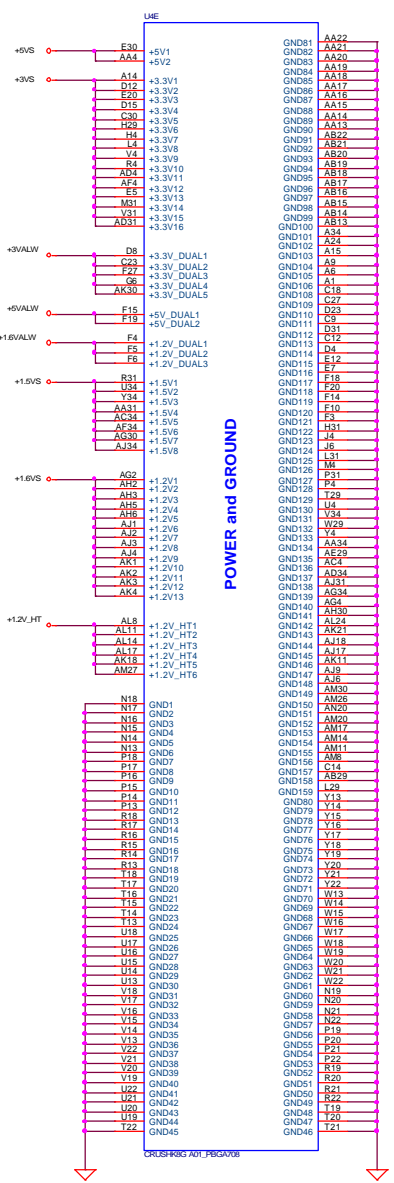 U4E
+5VS
E30 +5V1
AA4 +5V2
+3VS
A14 +3.3V1
D12 +3.3V2
E20 +3.3V3
D15 +3.3V4
C30 +3.3V5
H29 +3.3V6
H4 +3.3V7
L4 +3.3V8
V4 +3.3V9
R4 +3.3V10
AD4 +3.3V11
AF4 +3.3V12
E5 +3.3V13
M31 +3.3V14
V31 +3.3V15
AD31 +3.3V16
+3VALW
D8 +3.3V_DUAL1
C23 +3.3V_DUAL2
F27 +3.3V_DUAL3
G6 +3.3V_DUAL4
AK30 +3.3V_DUAL5
+5VALW
F15 +5V_DUAL1
F19 +5V_DUAL2
+1.6VALW
F4 +1.2V_DUAL1
F5 +1.2V_DUAL2
F6 +1.2V_DUAL3
+1.5VS
R31 +1.5V1
U34 +1.5V2
Y34 +1.5V3
AA31 +1.5V4
AC34 +1.5V5
AF34 +1.5V6
AG30 +1.5V7
AJ34 +1.5V8
+1.6VS
AG2 +1.2V1
AH2 +1.2V2
AH3 +1.2V3
AH5 +1.2V4
AH6 +1.2V5
AJ1 +1.2V6
AJ2 +1.2V7
AJ3 +1.2V8
AJ4 +1.2V9
AK1 +1.2V10
AK2 +1.2V11
AK3 +1.2V12
AK4 +1.2V13
+1.2V_HT
AL8 +1.2V_HT1
AL11 +1.2V_HT2
AL14 +1.2V_HT3
AL17 +1.2V_HT4
AK18 +1.2V_HT5
AM27 +1.2V_HT6
N18 GND1
N17 GND2
N16 GND3
N15 GND4
N14 GND5
N13 GND6
P18 GND7
P17 GND8
P16 GND9
P15 GND10
P14 GND11
P13 GND12
R18 GND13
R17 GND14
R16 GND15
R15 GND16
R14 GND17
R13 GND18
T18 GND19
T17 GND20
T16 GND21
T15 GND22
T14 GND23
T13 GND24
U18 GND25
U17 GND26
U16 GND27
U15 GND28
U14 GND29
U13 GND30
V18 GND31
V17 GND32
V16 GND33
V15 GND34
V14 GND35
V13 GND36
V22 GND37
V21 GND38
V20 GND39
V19 GND40
U22 GND41
U21 GND42
U20 GND43
U19 GND44
T22 GND45
POWER and GROUND
GND81 AA22
GND82 AA21
GND83 AA20
GND84 AA19
GND85 AA18
GND86 AA17
GND87 AA16
GND88 AA15
GND89 AA14
GND90 AA13
GND91 AB22
GND92 AB21
GND93 AB20
GND94 AB19
GND95 AB18
GND96 AB17
GND97 AB16
GND98 AB15
GND99 AB14
GND100 AB13
GND101 A34
GND102 A24
GND103 A15
GND104 A9
GND105 A6
GND106 A1
GND108 C18
GND109 C27
GND110 D23
GND111 C9
GND112 D31
GND113 C12
GND114 D4
GND115 E12
GND116 E7
GND117 F18
GND118 F20
GND119 F14
GND120 F10
GND121 F3
GND122 H31
GND123 J4
GND124 J6
GND125 L31
GND126 M4
GND127 P31
GND128 P4
GND129 T29
GND130 U4
GND131 V34
GND132 W29
GND133 Y4
GND134 AA34
GND135 AE29
GND136 AC4
GND137 AD34
GND138 AJ31
GND139 AG34
GND140 AG4
GND141 AH30
GND142 AL24
GND143 AK21
GND144 AJ18
GND145 AJ17
GND146 AK11
GND147 AJ9
GND148 AJ6
GND149 AM30
GND150 AM26
GND151 AN20
GND152 AM20
GND153 AM17
GND154 AM14
GND155 AM11
GND156 AM8
GND157 C14
GND158 AB29
GND159 L29
GND80 Y13
GND79 Y14
GND78 Y15
GND77 Y16
GND76 Y17
GND75 Y18
GND74 Y19
GND73 Y20
GND72 Y21
GND71 Y22
GND70 W13
GND69 W14
GND68 W15
GND67 W16
GND66 W17
GND65 W18
GND64 W19
GND63 W20
GND62 W21
GND61 W22
GND60 N19
GND59 N20
GND58 N21
GND57 N22
GND56 P19
GND55 P20
GND54 P21
GND53 P22
GND52 R19
GND51 R20
GND50 R21
GND49 R22
GND48 T19
GND47 T20
GND46 T21
CRUSHK8G A01_PBGA708